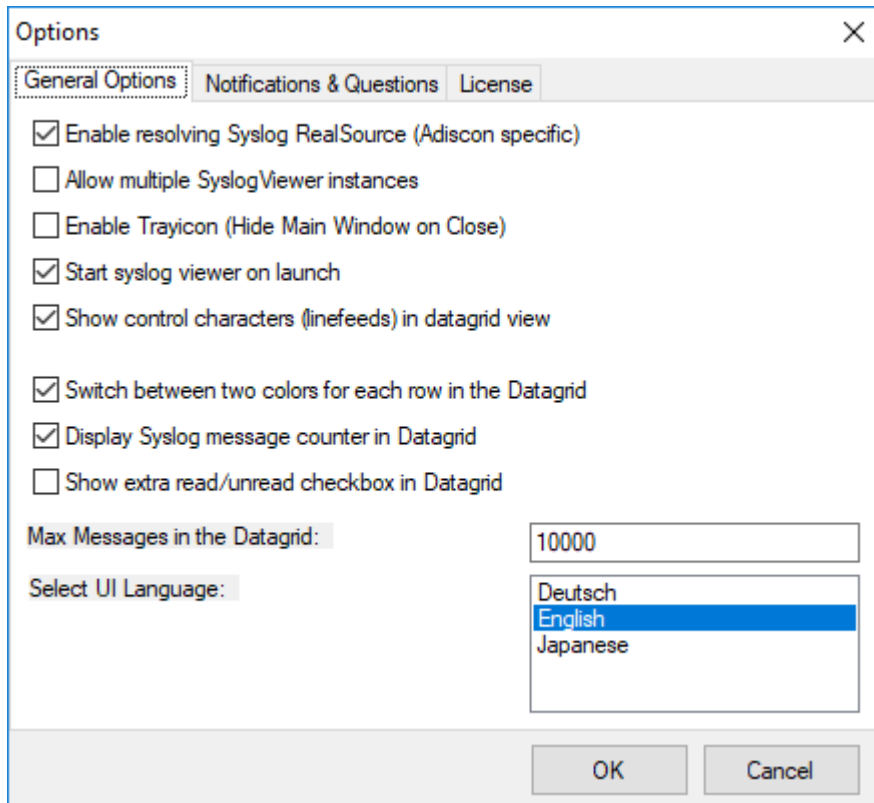 Options
General Options Notifications & Questions License
Enable resolving Syslog RealSource (Adiscon specific)
Allow multiple SyslogViewer instances
Enable Trayicon (Hide Main Window on Close)
Start syslog viewer on launch
Show control characters (linefeeds) in datagrid view
Switch between two colors for each row in the Datagrid
Display Syslog message counter in Datagrid
Show extra read/unread checkbox in Datagrid
Max Messages in the Datagrid: 10000
Select UI Language: Deutsch
English
Japanese
OK Cancel